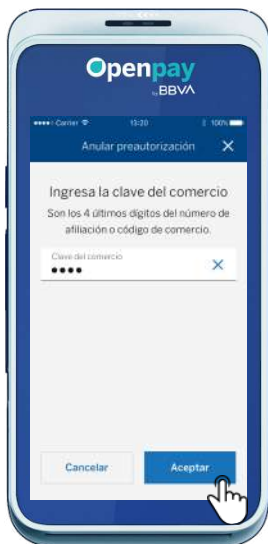 Openpay
by BBVA
Carrier 13:20 100%
Anular preautorización
Ingresa la clave del comercio
Son los 4 últimos dígitos del número de
afiliación o código de comercio.
Clave del comercio
••••
Cancelar Aceptar